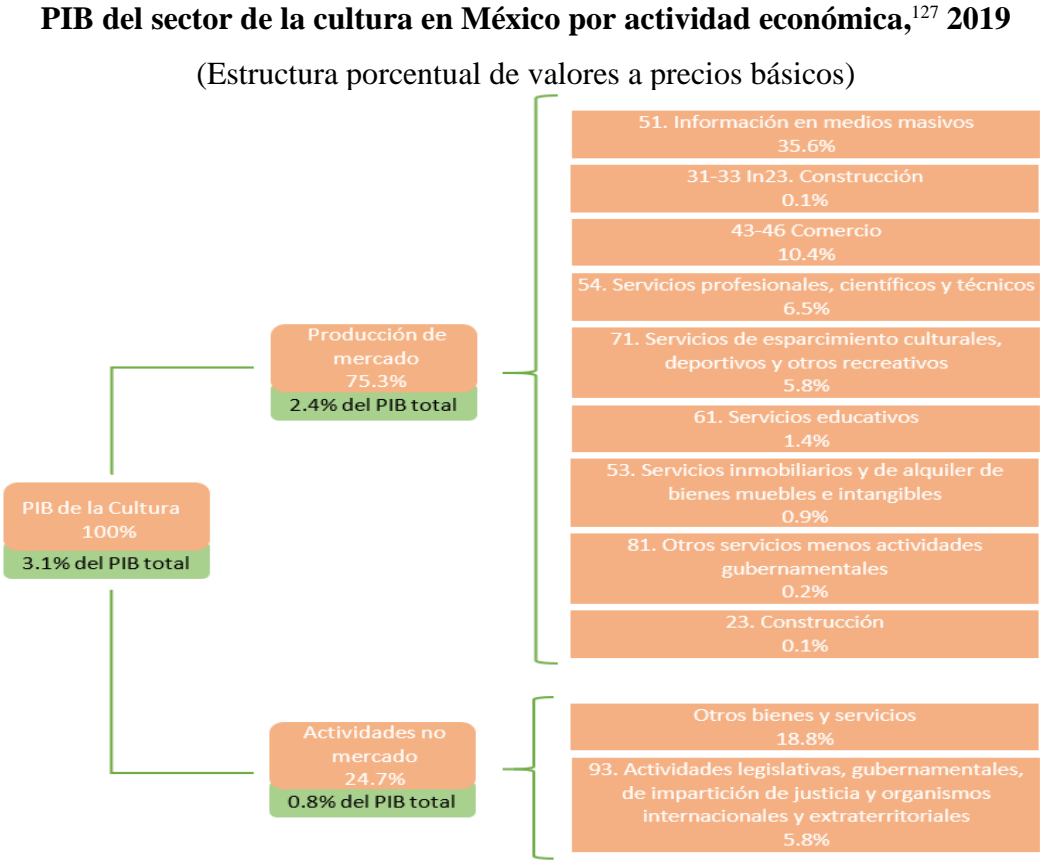 PIB del sector de la cultura en México por actividad económica,127 2019
(Estructura porcentual de valores a precios básicos)
PIB de la Cultura
100%
3.1% del PIB total
Producción de
mercado
75.3%
2.4% del PIB total
51. Información en medios masivos
35.6%
31-33 In23. Construcción
0.1%
43-46 Comercio
10.4%
54. Servicios profesionales, científicos y técnicos
6.5%
71. Servicios de esparcimiento culturales,
deportivos y otros recreativos
5.8%
61. Servicios educativos
1.4%
53. Servicios inmobiliarios y de alquiler de
bienes muebles e intangibles
0.9%
81. Otros servicios menos actividades
gubernamentales
0.2%
23. Construcción
0.1%
Actividades no
mercado
24.7%
0.8% del PIB total
Otros bienes y servicios
18.8%
93. Actividades legislativas, gubernamentales,
de impartición de justicia y organismos
internacionales y extraterritoriales
5.8%